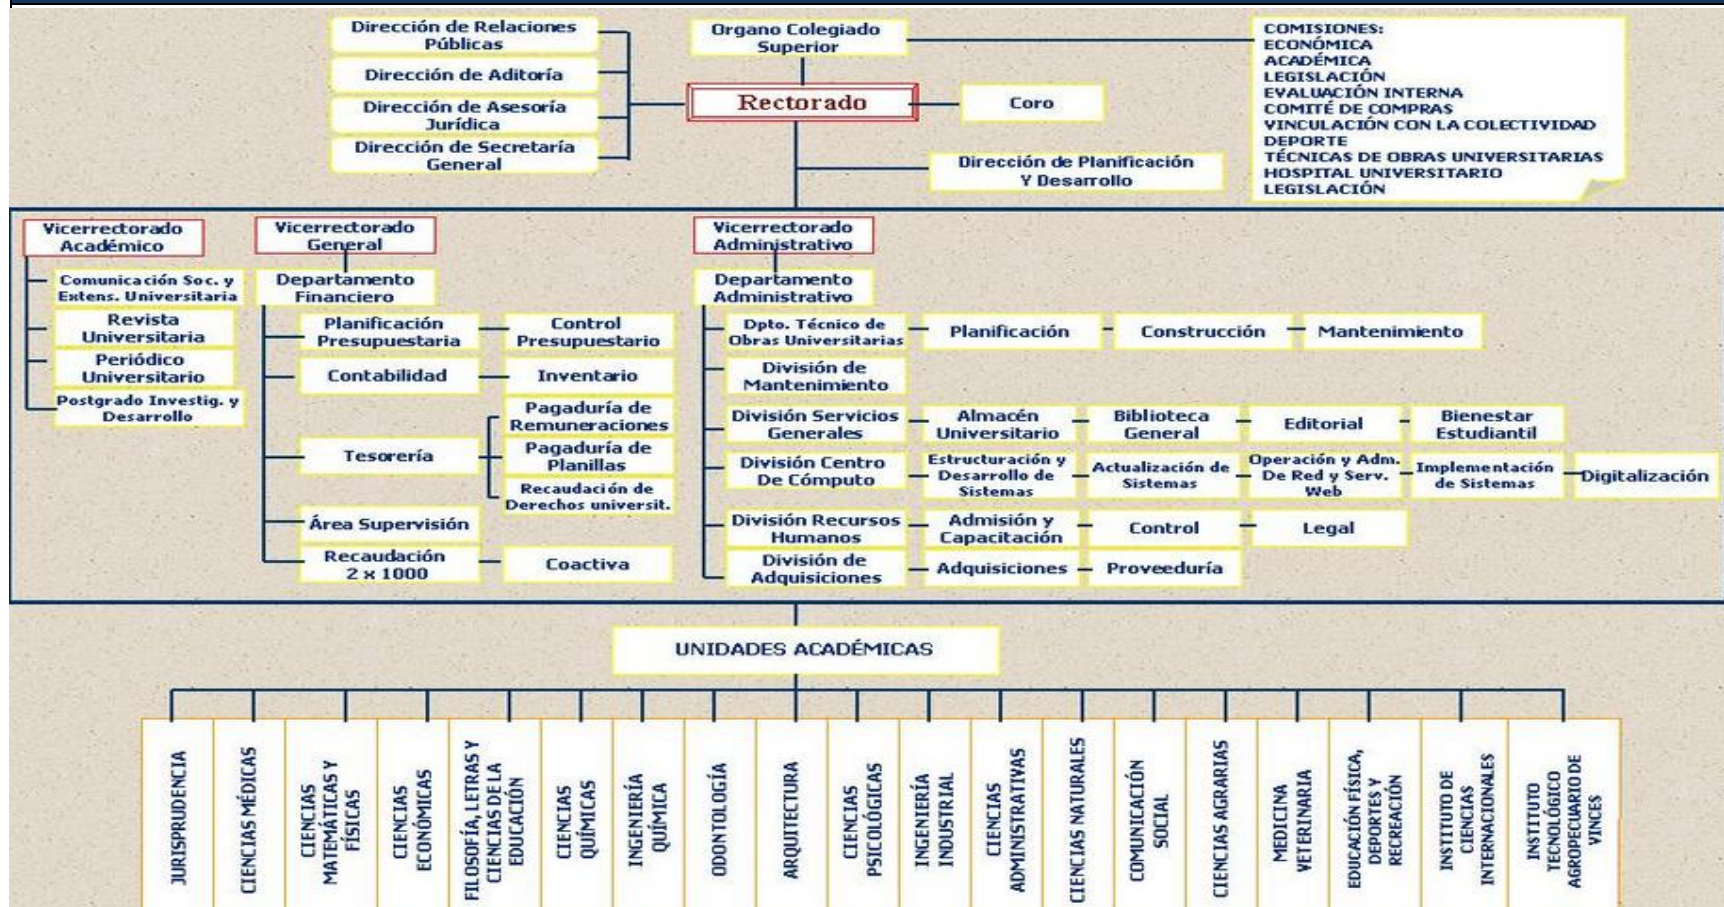 Dirección de Relaciones
Públicas
Dirección de Aditoría
Dirección de Asesoría
Jurídica
Dirección de Secretaría
General
Organo Colegiado
Superior
Rectorado
Coro
Dirección de Planificación
Y Desarrollo
COMISIONES:
ECONÓMICA
ACADÉMICA
LEGISLACIÓN
EVALUACIÓN INTERNA
COMITÉ DE COMPRAS
VINCULACIÓN CON LA COLECTIVIDAD
DEPORTE
TÉCNICAS DE OBRAS UNIVERSITARIAS
HOSPITAL UNIVERSITARIO
LEGISLACIÓN
Vicerrectorado
Académico
Comunicación Soc. y
Extens. Universitaria
Revista
Universitaria
Periódico
Universitario
Postgrado Investig. y
Desarrollo
Vicerrectorado
General
Departamento
Financiero
Planificación
Presupuestaria
Control
Presupuestario
Contabilidad
Inventario
Tesorería
Pagaduría de
Remuneraciones
Pagaduría de
Planillas
Recaudación de
Derechos universit.
Área Supervisión
Recaudación
2 x 1000
Coactiva
Vicerrectorado
Administrativo
Departamento
Administrativo
Dpto. Técnico de
Obras Universitarias
Planificación
Construcción
Mantenimiento
División de
Mantenimiento
División Servicios
Generales
Almacén
Universitario
Biblioteca
General
Editorial
Bienestar
Estudiantil
División Centro
De Cómputo
Estructuración y
Desarrollo de
Sistemas
Actualización de
Sistemas
Operación y Adm.
De Red y Serv.
Web
Implementación
de Sistemas
Digitalización
División Recursos
Humanos
Admisión y
Capacitación
Control
Legal
División de
Adquisiciones
Adquisiciones
Proveeduría
UNIDADES ACADÉMICAS
JURISPRUDENCIA
CIENCIAS MÉDICAS
CIENCIAS
MATEMÁTICAS Y
FÍSICAS
CIENCIAS
ECONÓMICAS
FILOSOFÍA, LETRAS Y
CIENCIAS DE LA
EDUCACIÓN
CIENCIAS
QUÍMICAS
INGENIERÍA
QUÍMICA
ODONTOLOGÍA
ARQUITECTURA
CIENCIAS
PSICOLÓGICAS
INGENIERÍA
INDUSTRIAL
CIENCIAS
ADMINISTRATIVAS
CIENCIAS NATURALES
COMUNICACIÓN
SOCIAL
CIENCIAS AGRARIAS
MEDICINA
VETERINARIA
EDUCACIÓN FÍSICA,
DEPORTES Y
RECREACIÓN
INSTITUTO DE
CIENCIAS
INTERNACIONALES
INSTITUTO
TECNOLÓGICO
AGROPECUARIO DE
VINCES